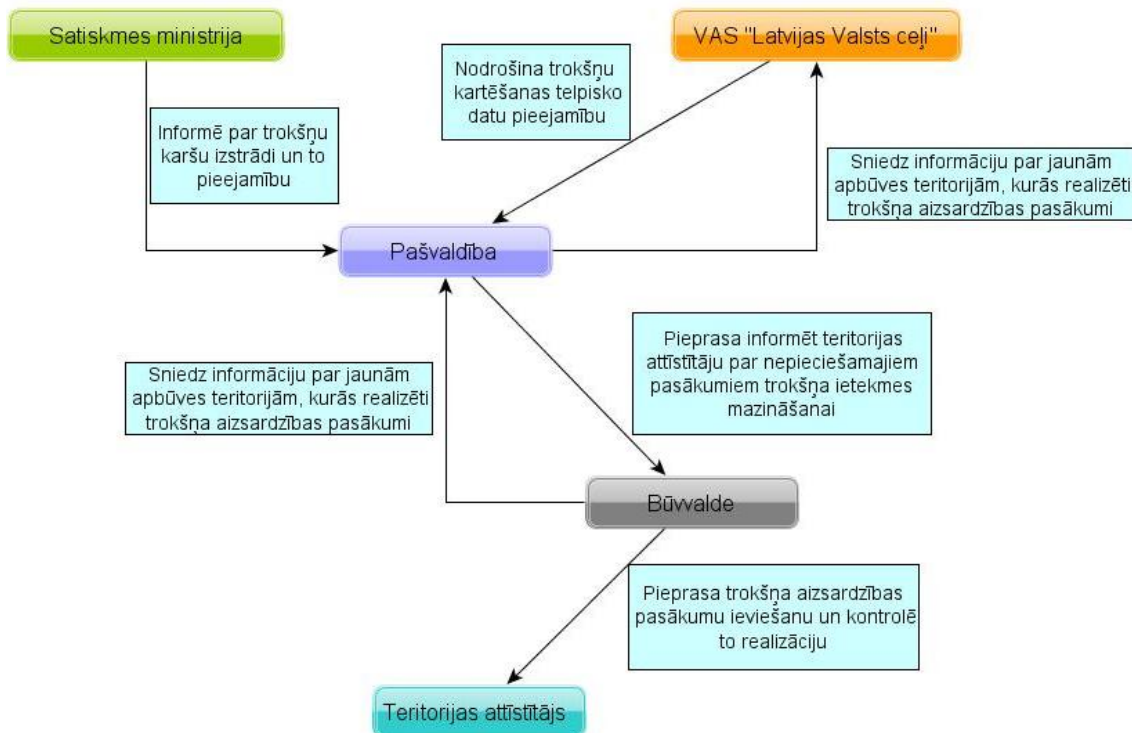 Satiskmes ministrija
VAS "Latvijas Valsts ceļi"
Nodrošina trokšņu
kartēšanas telpisko
datu pieejamību
Informē par trokšņu
karšu izstrādi un to
pieejamību
Sniedz informāciju par jaunām
apbūves teritorijām, kurās realizēti
trokšņa aizsardzības pasākumi
Pašvaldība
Pieprasa informēt teritorijas
attīstītāju par nepieciešamajiem
pasākumiem trokšņa ietekmes
mazināšanai
Sniedz informāciju par jaunām
apbūves teritorijām, kurās realizēti
trokšņa aizsardzības pasākumi
Būvvalde
Pieprasa trokšņa aizsardzības
pasākumu ieviešanu un kontrolē
to realizāciju
Teritorijas attīstītājs